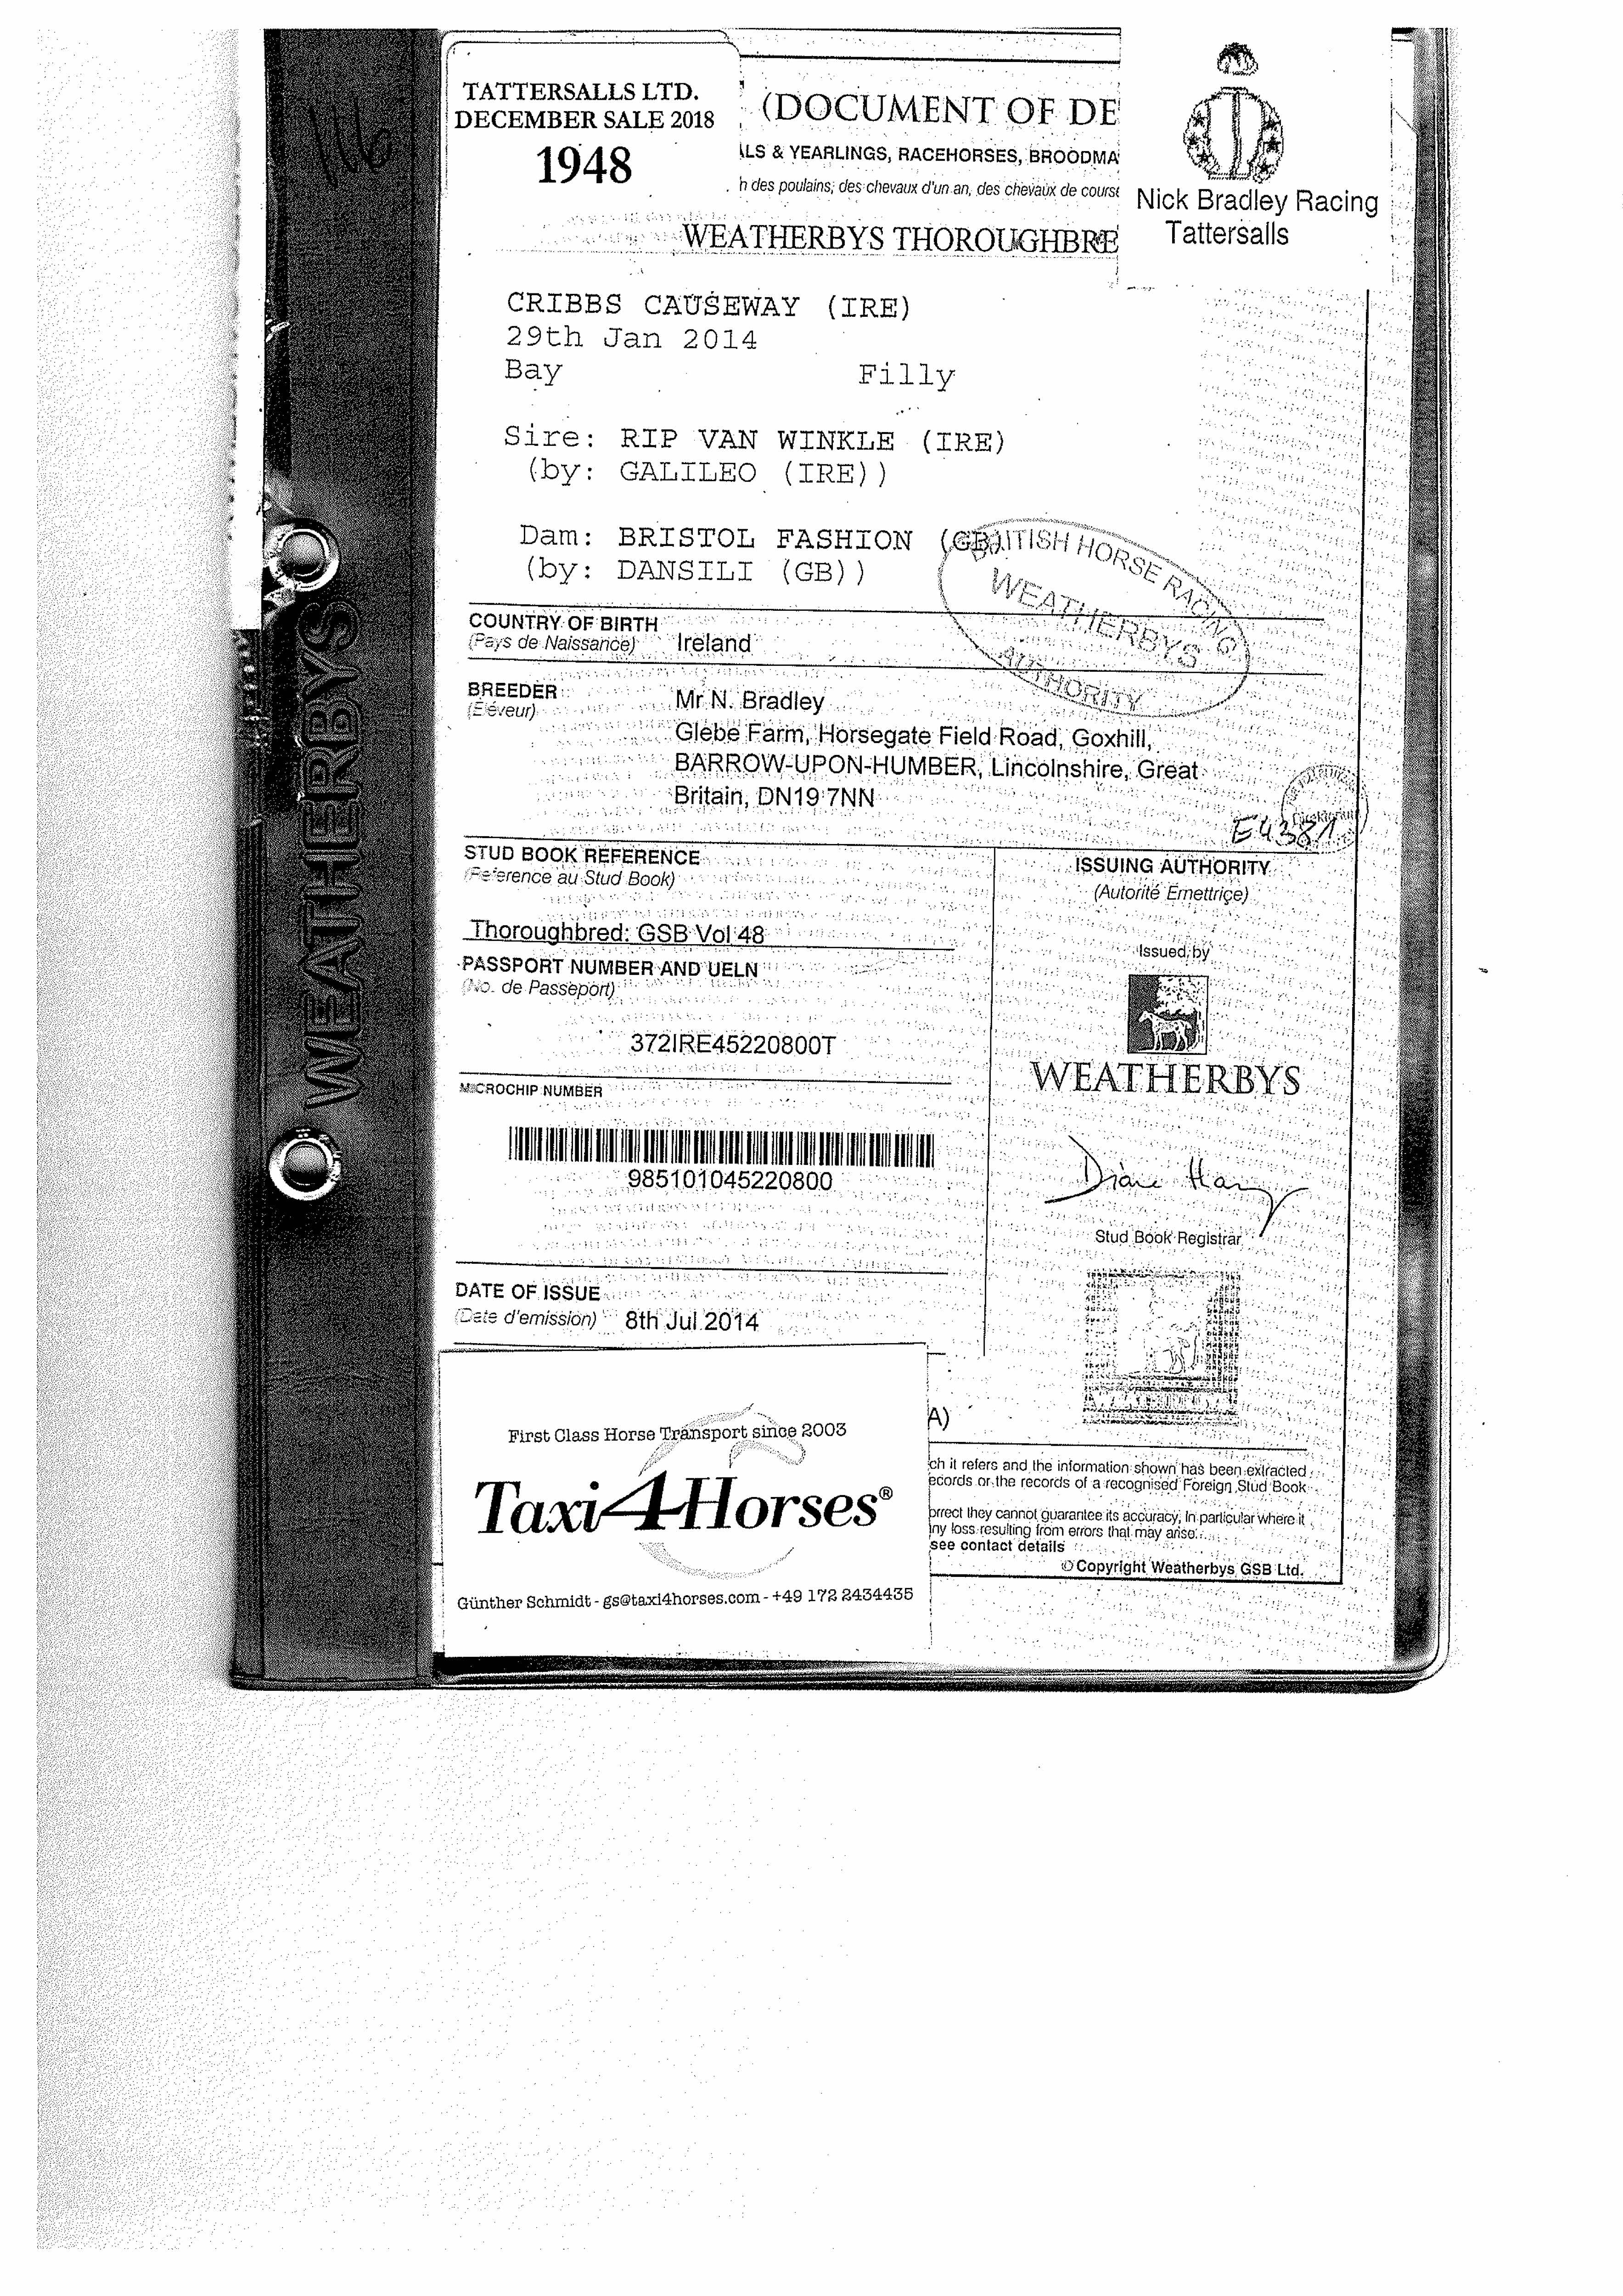 TATTERSALLS LTD.
DECEMBER SALE 2018
1948
116
(DOCUMENT OF DE
LS & YEARLINGS, RACEHORSES, BROODMA
h des poulains, des chevaux d'un an, des chevaux de course
WEATHERBYS THOROUGHBRE
Nick Bradley Racing
Tattersalls
CRIBBS CAUSEWAY (IRE)
29th Jan 2014
Bay Filly
Sire: RIP VAN WINKLE (IRE)
(by: GALILEO (IRE))
Dam: BRISTOL FASHION (GB)
(by: DANSILI (GB))
BRITISH HORSE RACING
WEATHERBYS
AUTHORITY
COUNTRY OF BIRTH
(Pays de Naissance) Ireland
BREEDER
(Eléveur)
Mr N. Bradley
Glebe Farm, Horsegate Field Road, Goxhill,
BARROW-UPON-HUMBER, Lincolnshire, Great
Britain, DN19 7NN
E4381
STUD BOOK REFERENCE
(Reference au Stud Book)
Thoroughbred: GSB Vol 48
PASSPORT NUMBER AND UELN
(No. de Passeport)
372IRE45220800T
MICROCHIP NUMBER
985101045220800
DATE OF ISSUE
(Date d'emission) 8th Jul 2014
ISSUING AUTHORITY
(Autorité Emettrice)
Issued by
WEATHERBYS
Stud Book Registrar
WEATHERBYS
First Class Horse Transport since 2003
Taxi4Horses®
Günther Schmidt - gs@taxi4horses.com - +49 172 2434435
A)
ch it refers and the information shown has been extracted
ecords or the records of a recognised Foreign Stud Book
orrect they cannot guarantee its accuracy, in particular where it
ny loss resulting from errors that may arise.
see contact details
© Copyright Weatherbys GSB Ltd.